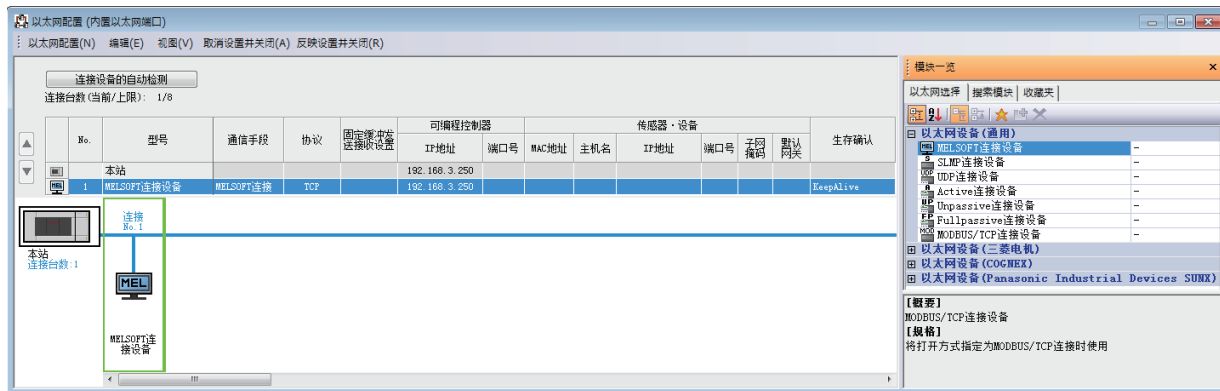 以太网配置 (内置以太网端口)
以太网配置(N) 编辑(E) 视图(V) 取消设置并关闭(A) 反映设置并关闭(R)
连接设备的自动检测
连接台数(当前/上限): 1/8
可编程控制器 传感器·设备
No. 型号 通信手段 协议 固定缓冲发送接收设置 IP地址 端口号 MAC地址 主机名 IP地址 端口号 子网掩码 默认网关 生存确认
本站 192.168.3.250
1 MELSOFT连接设备 MELSOFT连接 TCP 192.168.3.250 KeepAlive
连接
No.1
本站
连接台数:1
MEL
MELSOFT连
接设备
模块一览
以太网选择 搜索模块 收藏夹
以太网设备(通用)
MELSOFT连接设备 -
SLMP连接设备 -
UDP连接设备 -
Active连接设备 -
Unpassive连接设备 -
Fullpassive连接设备 -
MODBUS/TCP连接设备 -
以太网设备(三菱电机)
以太网设备(COGNEX)
以太网设备(Panasonic Industrial Devices SUNX)
[概要]
MODBUS/TCP连接设备
[规格]
将打开方式指定为MODBUS/TCP连接时使用